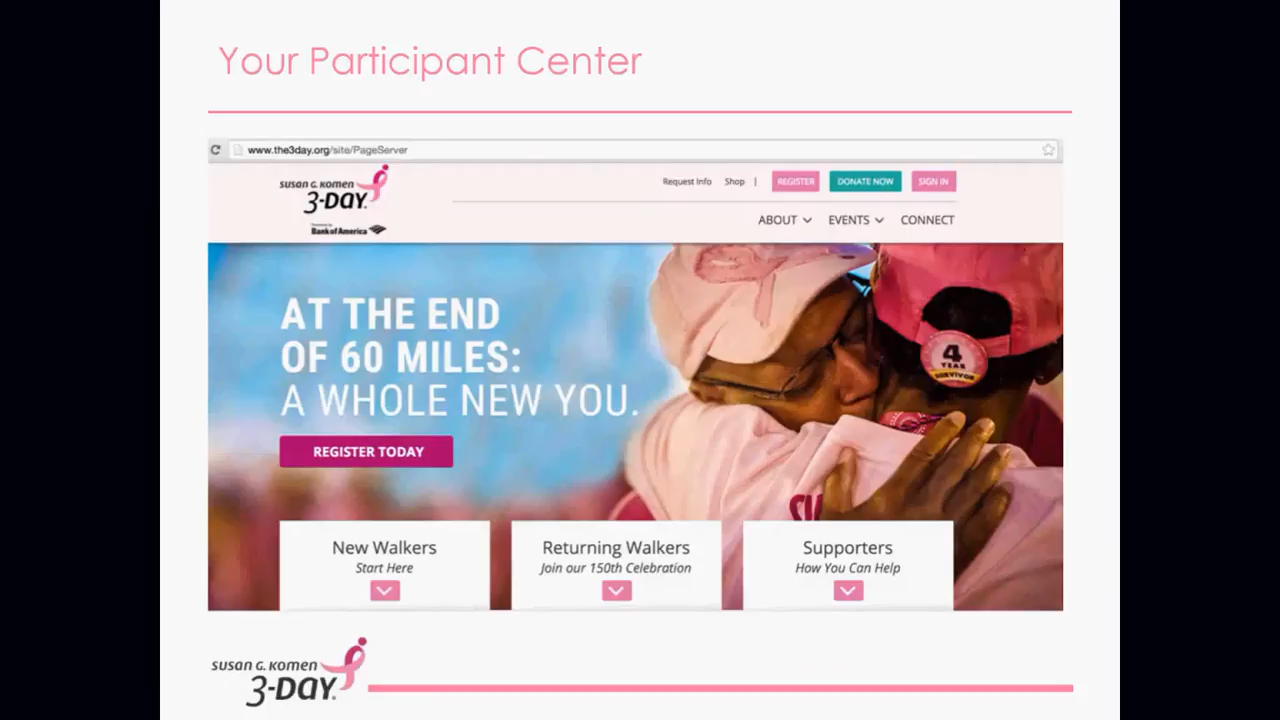 Your Participant Center
www.the3day.org/site/PageServer
susan G. Komen
3-Day.
Bank of America
Request Info Shop | REGISTER DONATE NOW SIGN IN
ABOUT EVENTS CONNECT
AT THE END
OF 60 MILES:
A WHOLE NEW YOU.
REGISTER TODAY
4
YEAR
SURVIVOR
New Walkers
Start Here
Returning Walkers
Join our 150th Celebration
Supporters
How You Can Help
susan G. Komen
3-Day.